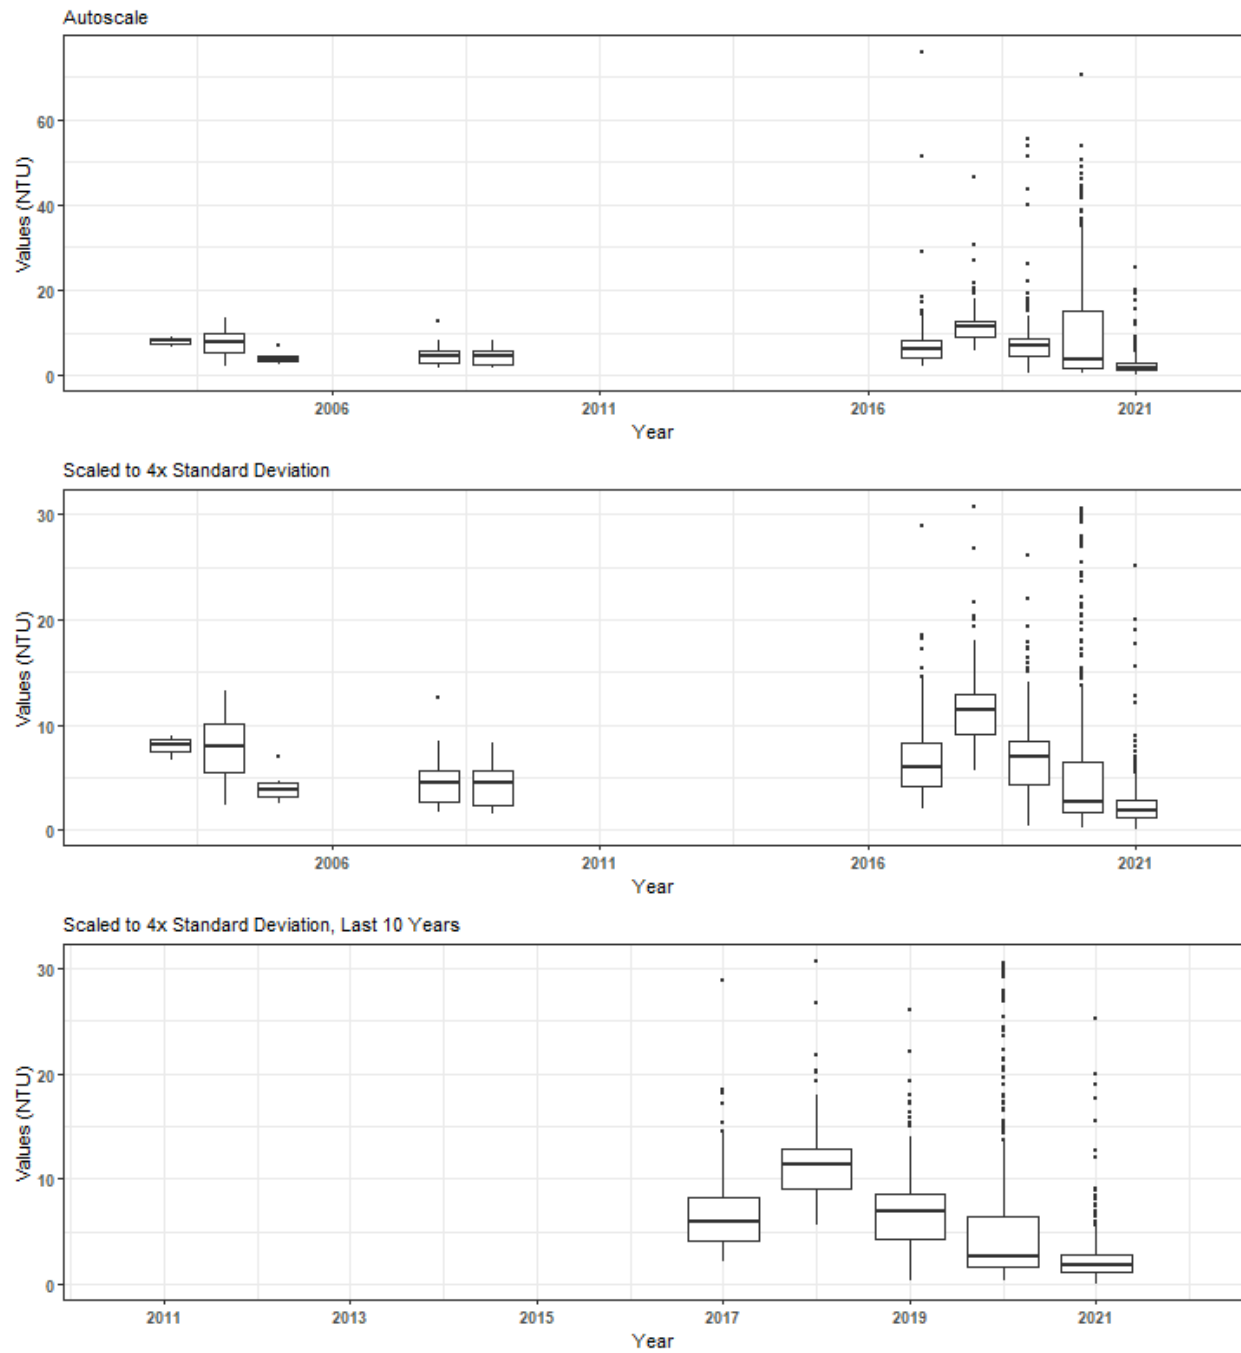 Autoscale
60
40
20
0
Values (NTU)
2006 2011 2016 2021
Year
Scaled to 4x Standard Deviation
30
20
10
0
Values (NTU)
2006 2011 2016 2021
Year
Scaled to 4x Standard Deviation, Last 10 Years
30
20
10
0
Values (NTU)
2011 2013 2015 2017 2019 2021
Year